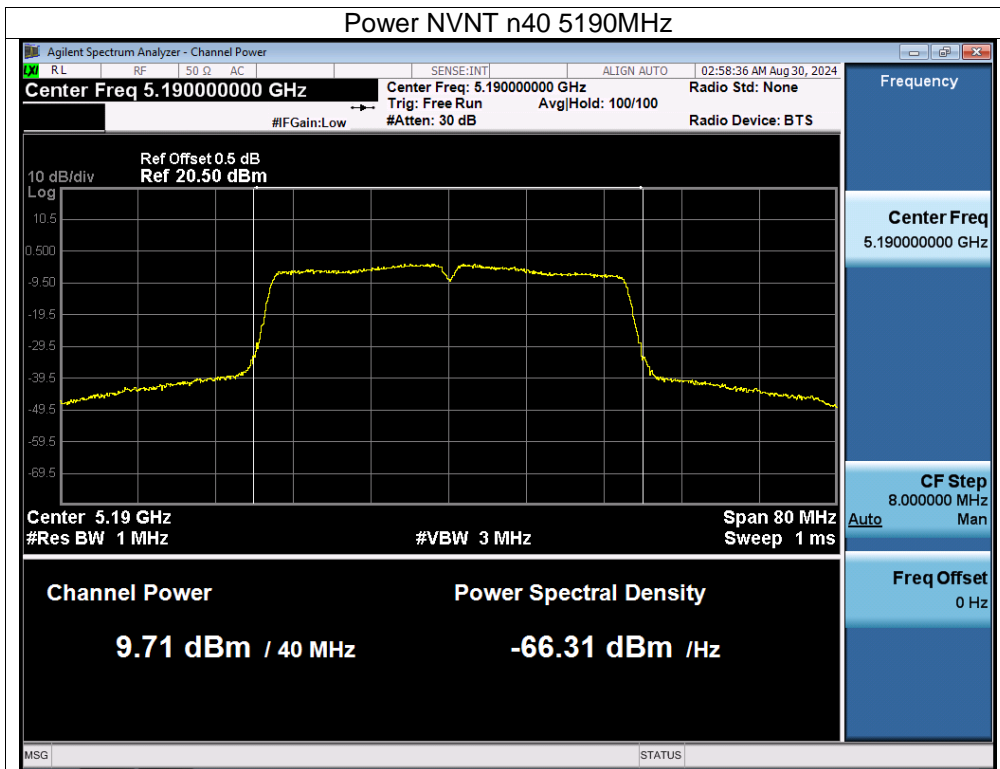 Power NVNT n40 5190MHz
Agilent Spectrum Analyzer - Channel Power
LXI RL RF 50 Ω AC SENSE:INT ALIGN AUTO 02:58:36 AM Aug 30, 2024
Center Freq 5.190000000 GHz
Center Freq: 5.190000000 GHz Radio Std: None
Trig: Free Run Avg|Hold: 100/100
#IFGain:Low #Atten: 30 dB Radio Device: BTS
Ref Offset 0.5 dB
10 dB/div Ref 20.50 dBm
Log
10.5
0.500
-9.50
-19.5
-29.5
-39.5
-49.5
-59.5
-69.5
Center 5.19 GHz Span 80 MHz
#Res BW 1 MHz #VBW 3 MHz Sweep 1 ms
Channel Power Power Spectral Density
9.71 dBm / 40 MHz -66.31 dBm /Hz
MSG STATUS
Frequency
Center Freq
5.190000000 GHz
CF Step
8.000000 MHz
Auto Man
Freq Offset
0 Hz